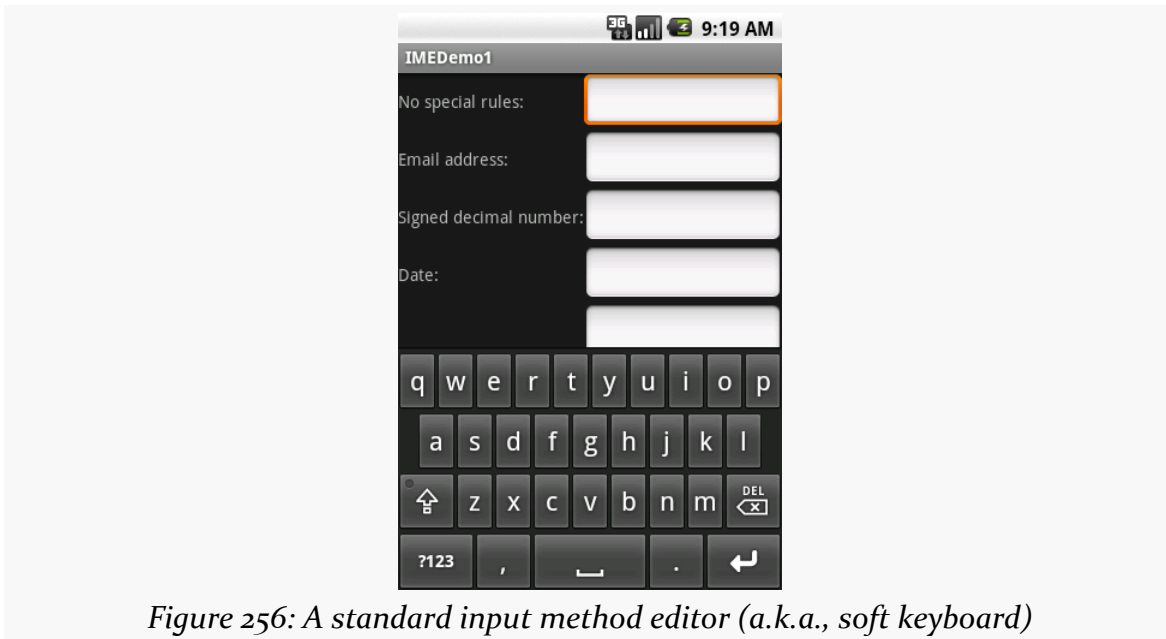 3G 9:19 AM
IMEDemo1
No special rules:
Email address:
Signed decimal number:
Date:
q w e r t y u i o p
a s d f g h j k l
z x c v b n m DEL
?123 , .
Figure 256: A standard input method editor (a.k.a., soft keyboard)